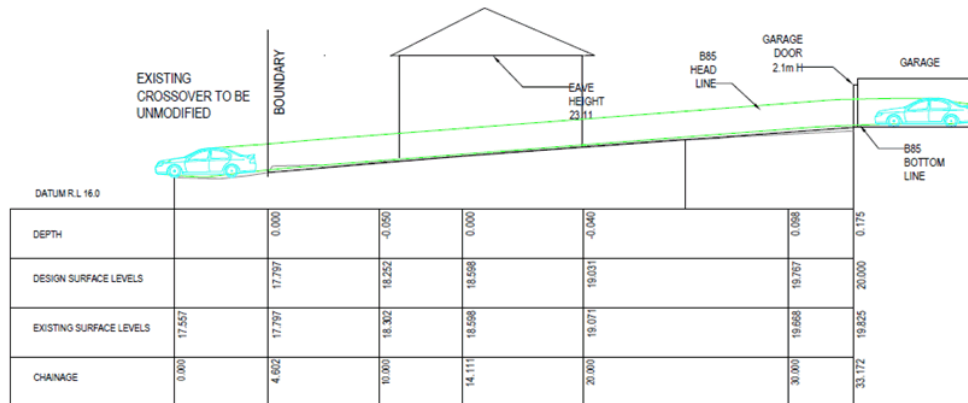 GARAGE
DOOR
2.1m H
GARAGE
B85
HEAD
LINE
BOUNDARY
EXISTING
CROSSOVER TO BE
UNMODIFIED
EAVE
HEIGHT
23.11
B85
BOTTOM
LINE
DATUM R.L 16.0
DEPTH
0.000
-0.050
0.000
-0.040
0.098
0.175
DESIGN SURFACE LEVELS
17.797
18.252
18.598
19.031
19.767
20.000
EXISTING SURFACE LEVELS
17.557
17.797
18.302
18.598
19.071
19.668
19.825
CHAINAGE
0.000
4.602
10.000
14.111
20.000
30.000
33.172